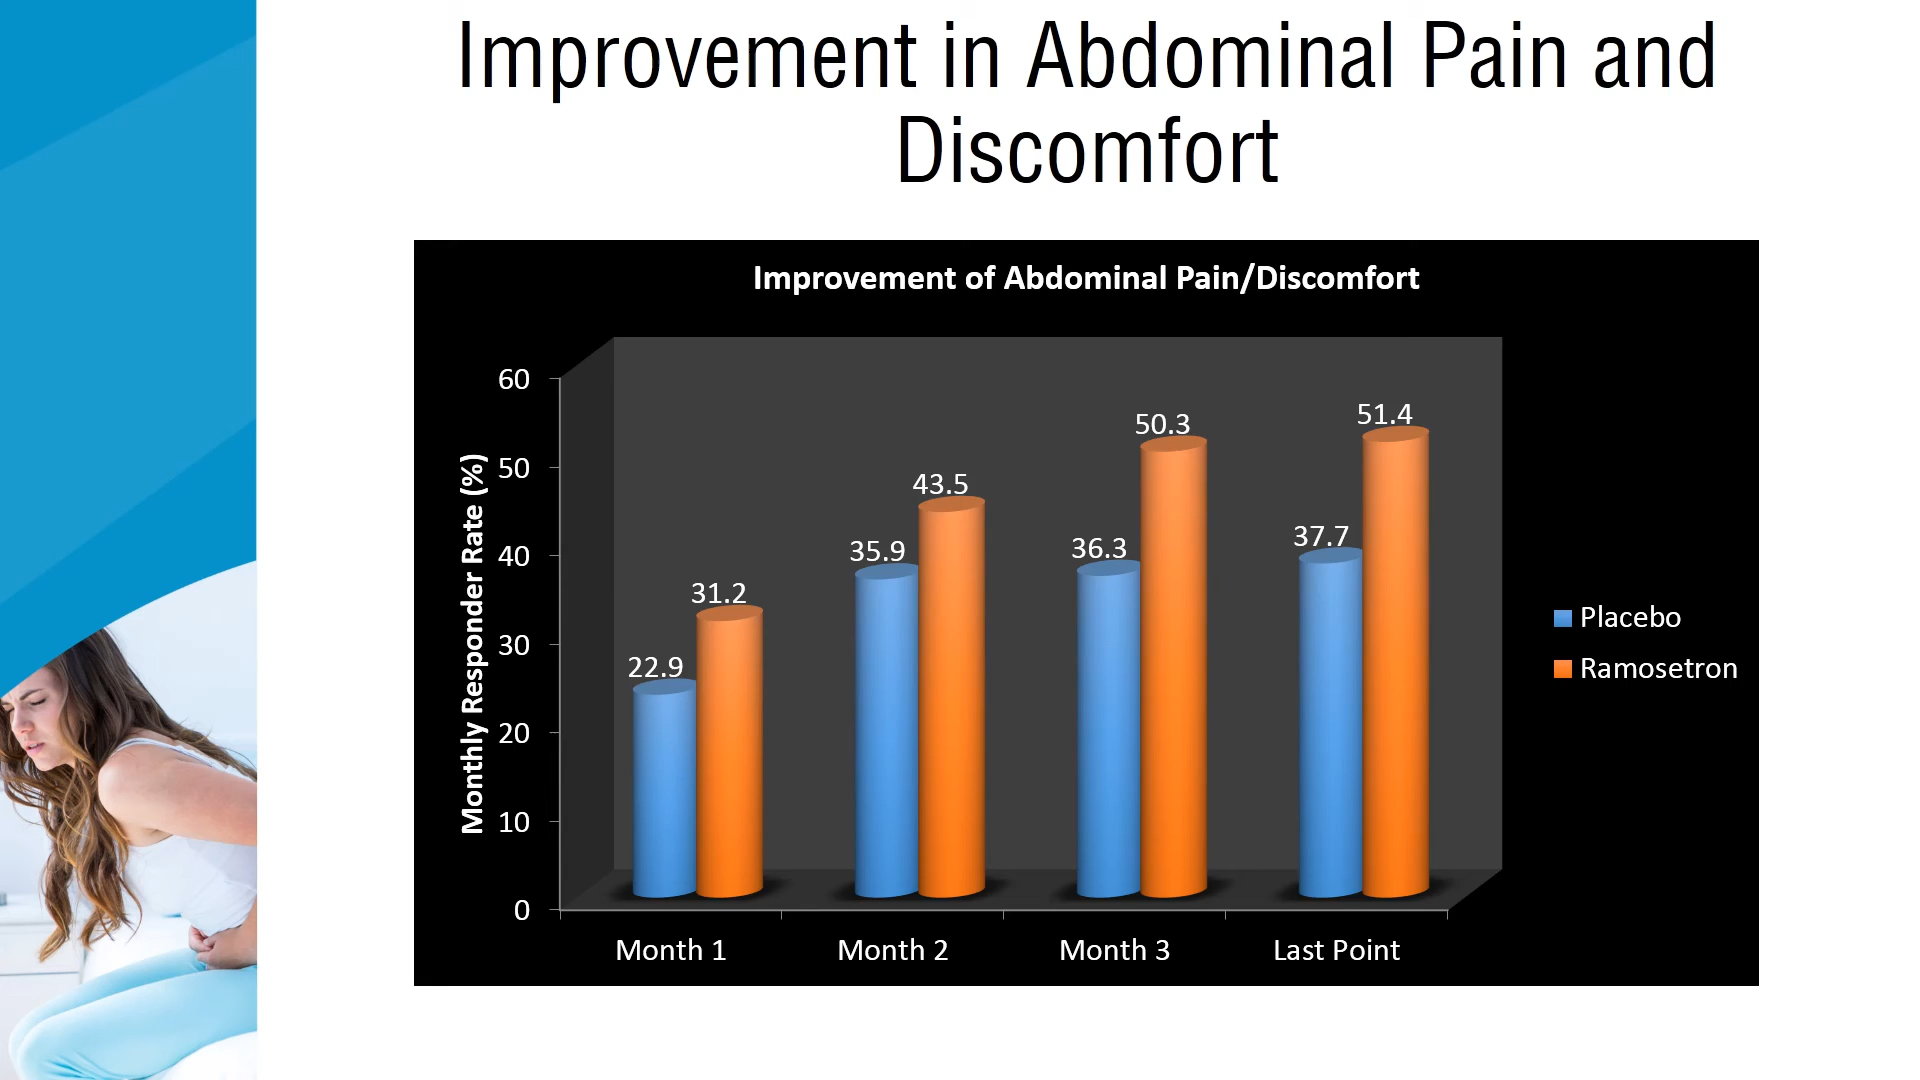 Improvement in Abdominal Pain and
Discomfort
Improvement of Abdominal Pain/Discomfort
Monthly Responder Rate (%)
60
50
40
30
20
10
0
22.9
31.2
35.9
43.5
36.3
50.3
37.7
51.4
Month 1
Month 2
Month 3
Last Point
Placebo
Ramosetron